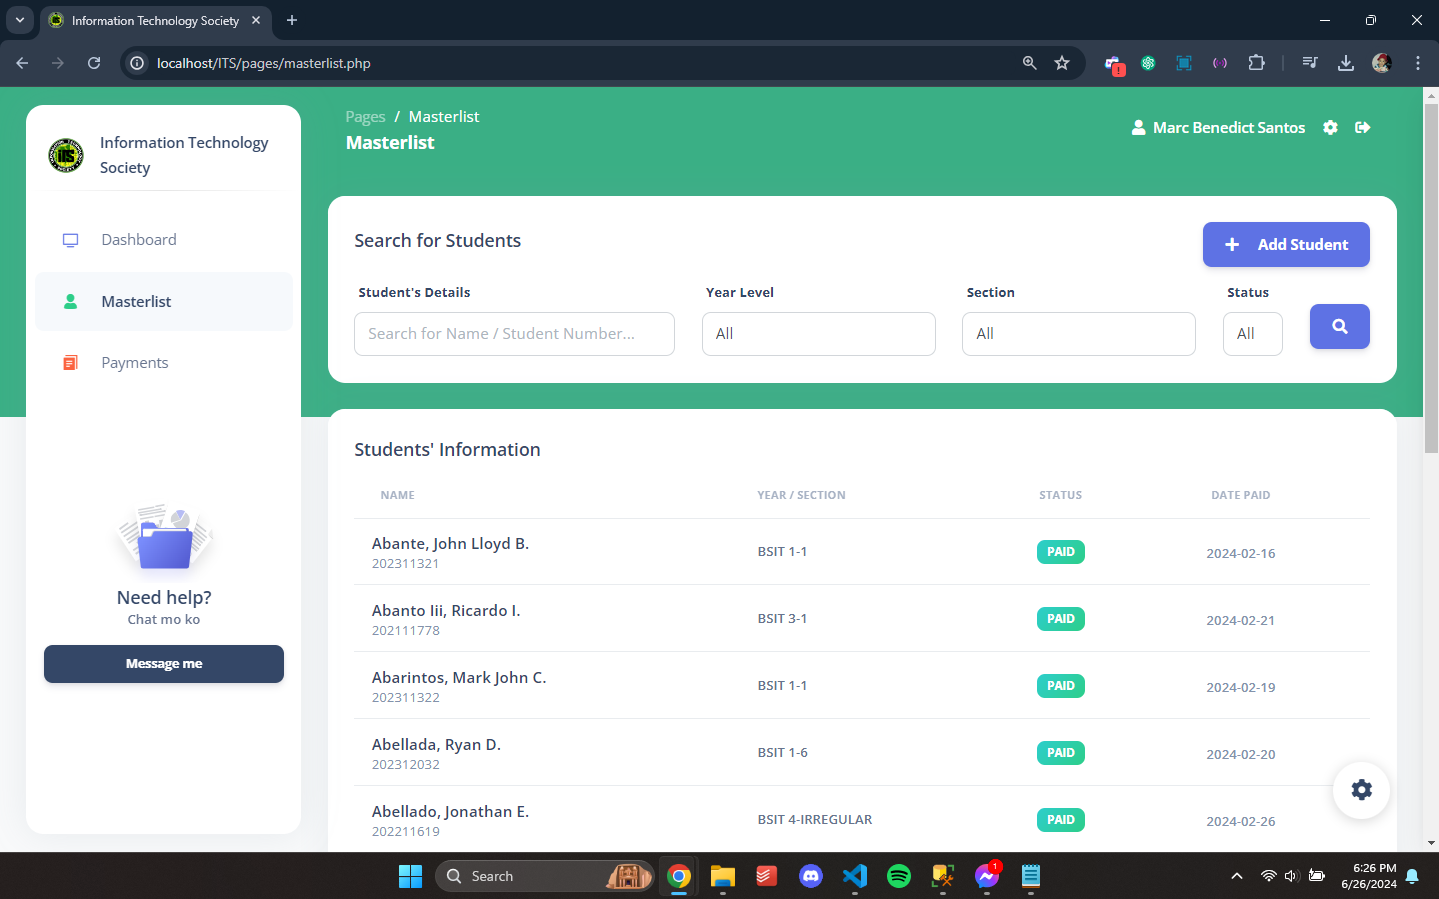 Information Technology Society
localhost/ITS/pages/masterlist.php
Information Technology
Society
Dashboard
Masterlist
Payments
Need help?
Chat mo ko
Message me
Pages / Masterlist
Masterlist
Marc Benedict Santos
Search for Students
Add Student
Student's Details
Year Level
Section
Status
Search for Name / Student Number...
All
All
All
Students' Information
NAME YEAR / SECTION STATUS DATE PAID
Abante, John Lloyd B.
202311321
BSIT 1-1 PAID 2024-02-16
Abanto Iii, Ricardo I.
202111778
BSIT 3-1 PAID 2024-02-21
Abarintos, Mark John C.
202311322
BSIT 1-1 PAID 2024-02-19
Abellada, Ryan D.
202312032
BSIT 1-6 PAID 2024-02-20
Abellado, Jonathan E.
202211619
BSIT 4-IRREGULAR PAID 2024-02-26
Search
1
6:26 PM
6/26/2024